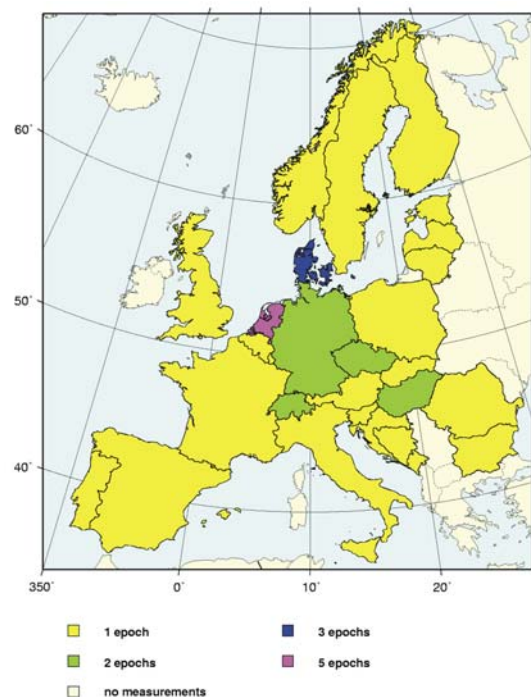 60°
50°
40°
350° 0° 10° 20°
1 epoch 3 epochs
2 epochs 5 epochs
no measurements